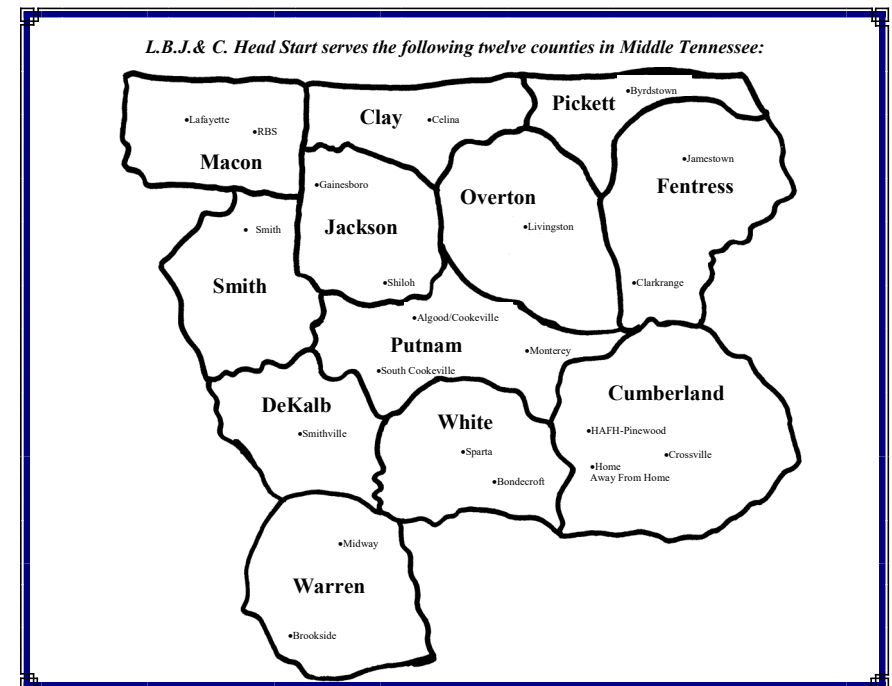 L.B.J.& C. Head Start serves the following twelve counties in Middle Tennessee:
Pickett
•Byrdstown
Clay
•Celina
•Lafayette
•RBS
Macon
•Jamestown
Fentress
•Gainesboro
Overton
Jackson
•Livingston
• Smith
Smith
•Shiloh
•Clarkrange
•Algood/Cookeville
Putnam
•Monterey
•South Cookeville
Cumberland
DeKalb
White
•HAFH-Pinewood
•Smithville
•Sparta
•Crossville
•Home
Away From Home
•Bondecroft
•Midway
Warren
•Brookside